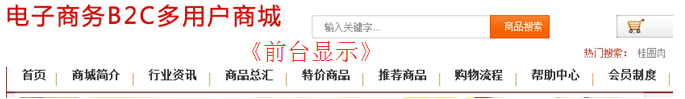 电子商务B2C多用户商城
输入关键字...
商品搜索
《前台显示》
热门搜索： 桂圆肉
首页 商城简介 行业资讯 商品总汇 特价商品 推荐商品 购物流程 帮助中心 会员制度